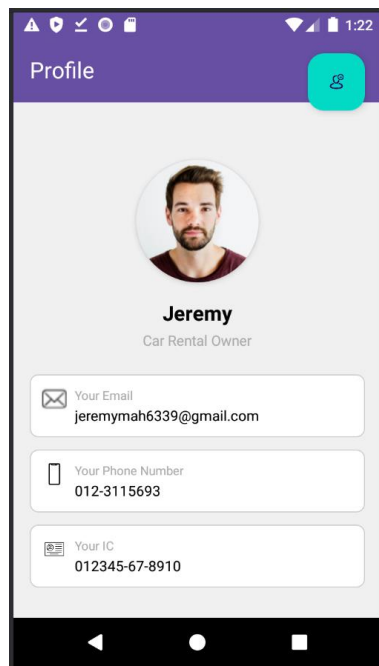 1:22
Profile
Jeremy
Car Rental Owner
Your Email
jeremymah6339@gmail.com
Your Phone Number
012-3115693
Your IC
012345-67-8910